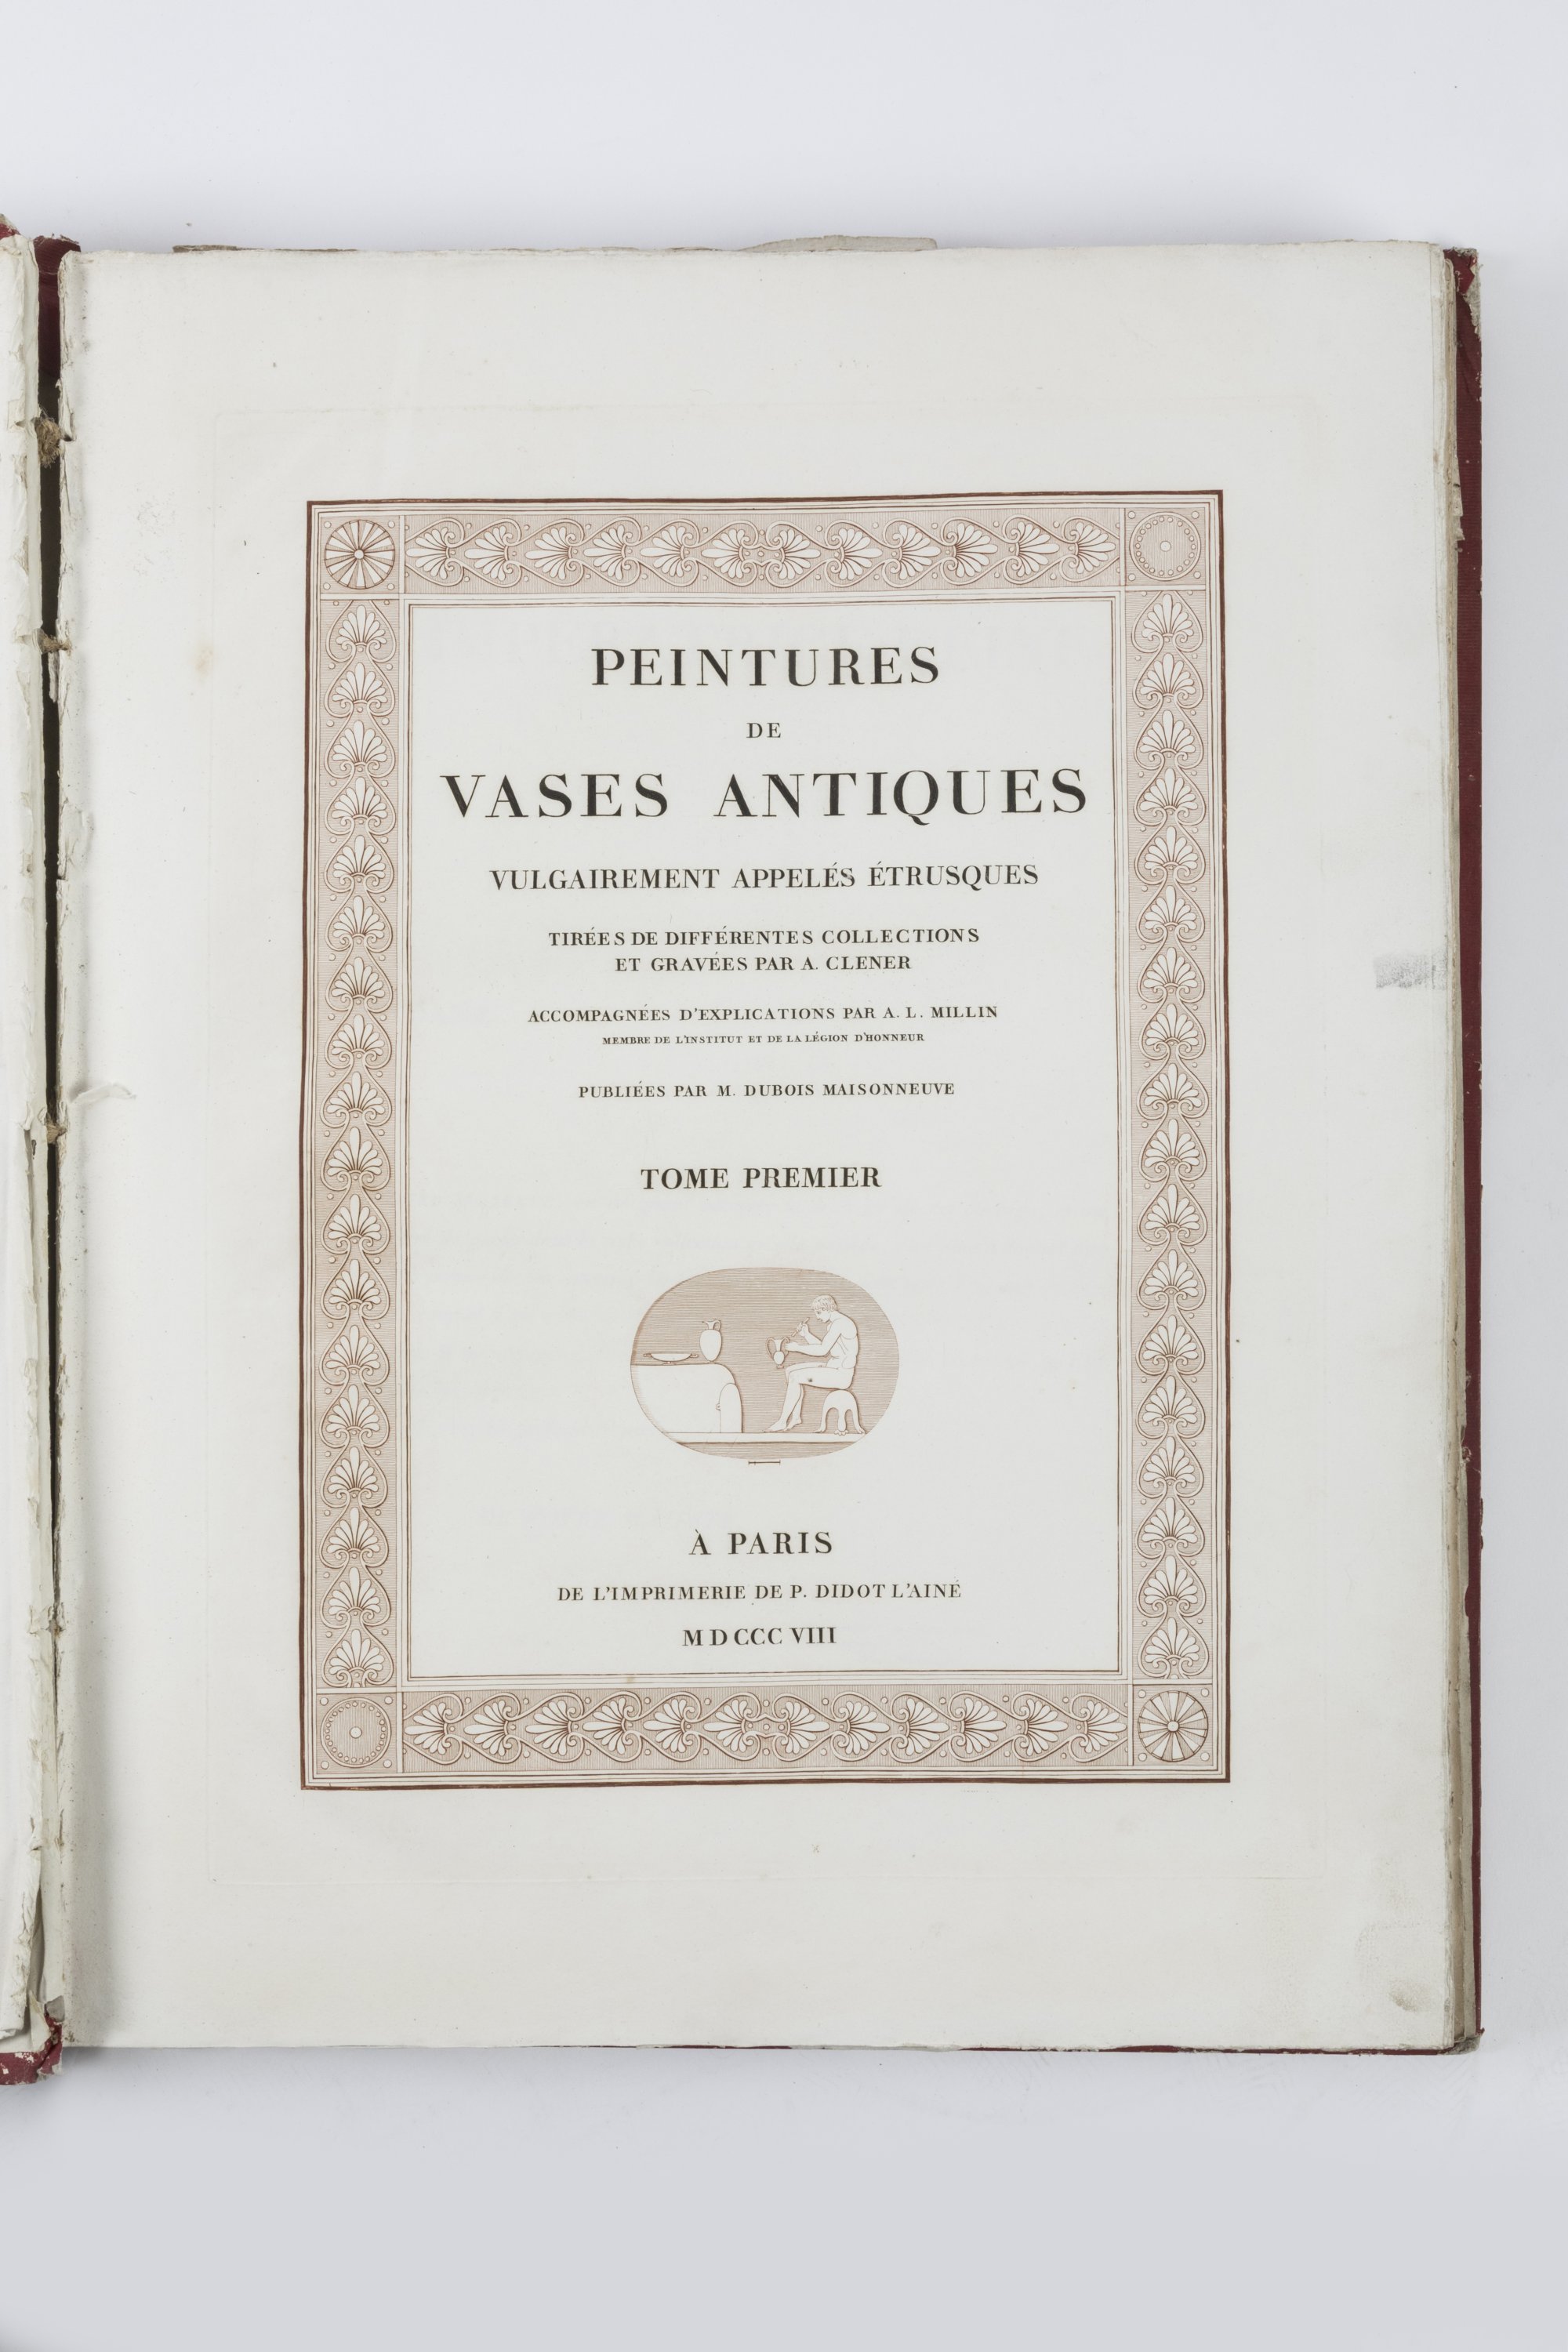 PEINTURES
DE
VASES ANTIQUES
VULGAIREMENT APPELÉS ÉTRUSQUES
TIRÉES DE DIFFÉRENTES COLLECTIONS
ET GRAVÉES PAR A. CLENER
ACCOMPAGNÉES D'EXPLICATIONS PAR A. L. MILLIN
MEMBRE DE L'INSTITUT ET DE LA LÉGION D'HONNEUR
PUBLIÉES PAR M. DUBOIS MAISONNEUVE
TOME PREMIER
À PARIS
DE L'IMPRIMERIE DE P. DIDOT L'AINÉ
M D CCC VIII